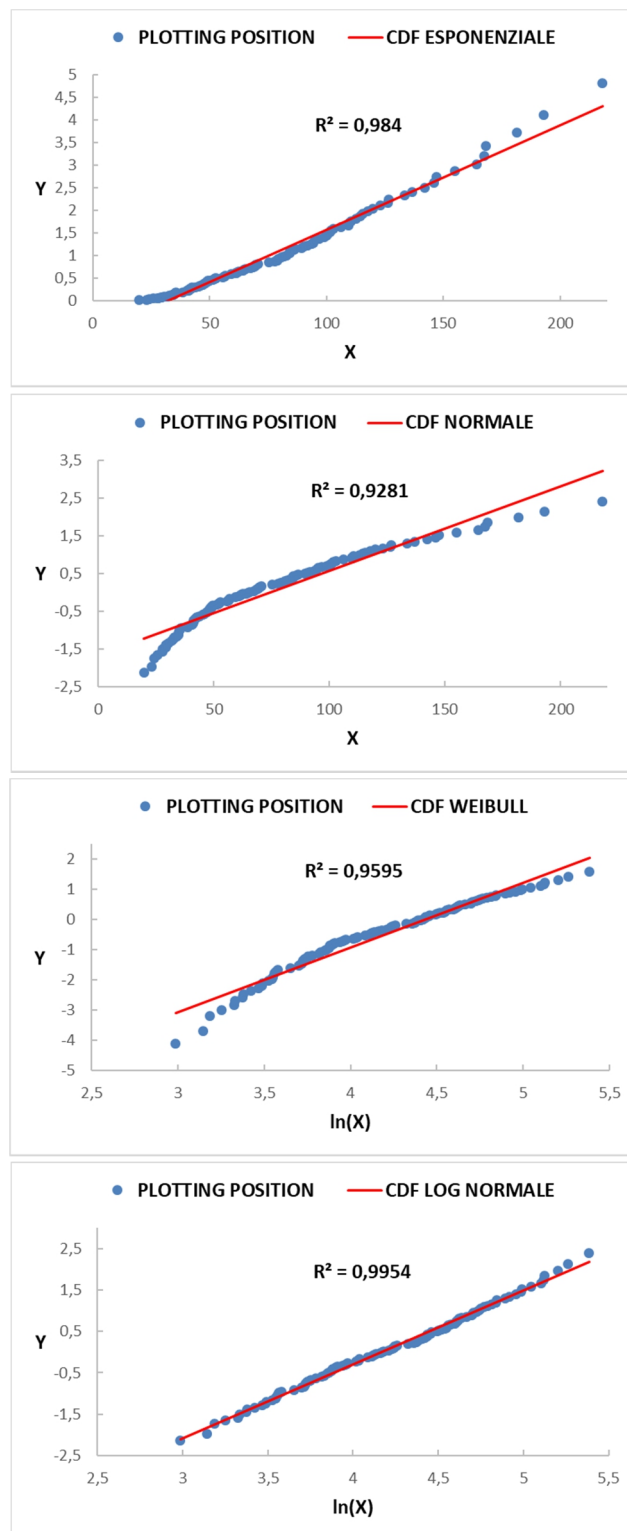 PLOTTING POSITION CDF ESPONENZIALE
5
4,5
4
3,5
3
2,5
2
1,5
1
0,5
0
Y
R² = 0,984
0 50 100 150 200
X
PLOTTING POSITION CDF NORMALE
3,5
2,5
1,5
0,5
-0,5
-1,5
-2,5
Y
R² = 0,9281
0 50 100 150 200
X
PLOTTING POSITION CDF WEIBULL
2
1
0
-1
-2
-3
-4
-5
Y
R² = 0,9595
2,5 3 3,5 4 4,5 5 5,5
ln(X)
PLOTTING POSITION CDF LOG NORMALE
2,5
1,5
0,5
-0,5
-1,5
-2,5
Y
R² = 0,9954
2,5 3 3,5 4 4,5 5 5,5
ln(X)